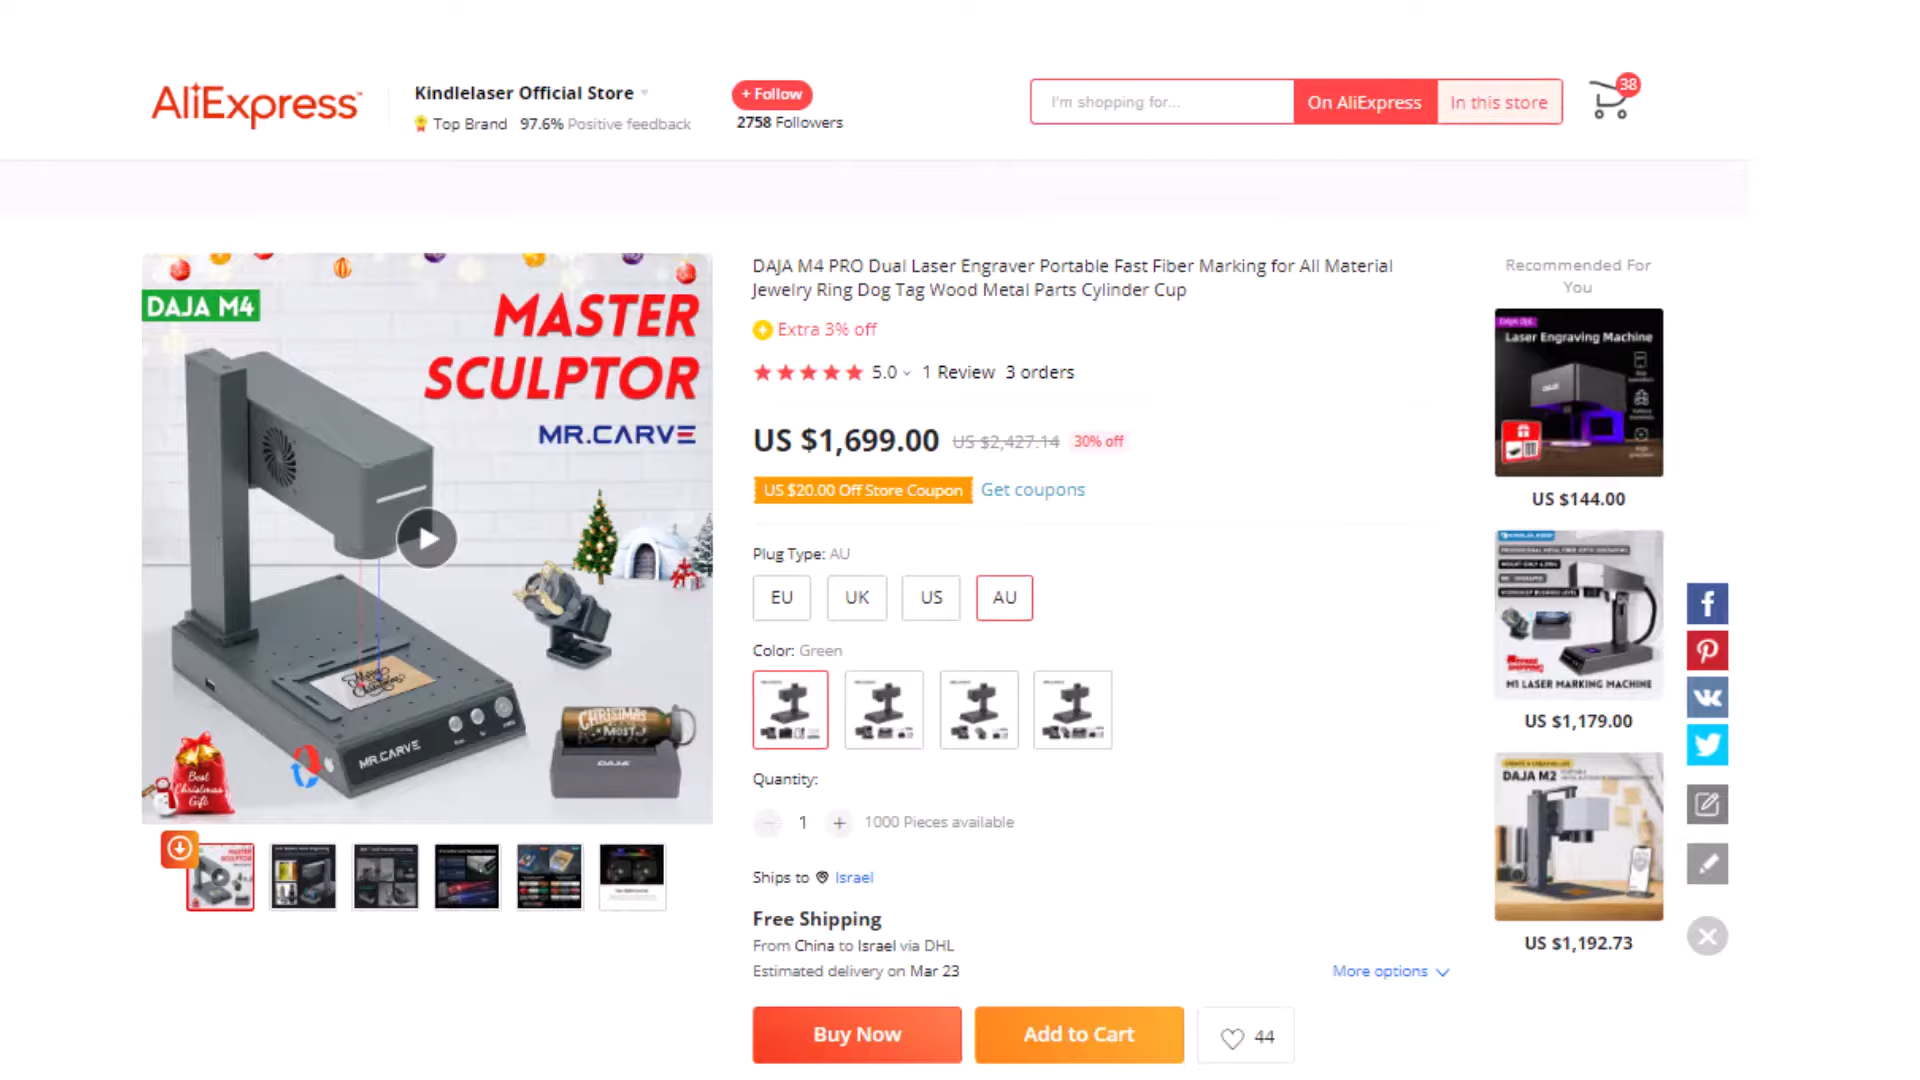 AliExpress™
Kindlelaser Official Store
Top Brand 97.6% Positive feedback
+ Follow
2758 Followers
I'm shopping for...
On AliExpress
In this store
38
DAJA M4
MASTER
SCULPTOR
MR.CARVE
MR.CARVE
CHRISTMAS
MOST
DAJA
Best
Christmas
Gift
DAJA M4 PRO Dual Laser Engraver Portable Fast Fiber Marking for All Material
Jewelry Ring Dog Tag Wood Metal Parts Cylinder Cup
Extra 3% off
5.0 1 Review 3 orders
US $1,699.00 US $2,427.14 30% off
US $20.00 Off Store Coupon Get coupons
Plug Type: AU
EU UK US AU
Color: Green
Quantity:
1 + 1000 Pieces available
Ships to Israel
Free Shipping
From China to Israel via DHL
Estimated delivery on Mar 23
More options
Buy Now
Add to Cart
44
Recommended For
You
Laser Engraving Machine
US $144.00
M1 LASER MARKING MACHINE
US $1,179.00
DAJA M2
US $1,192.73